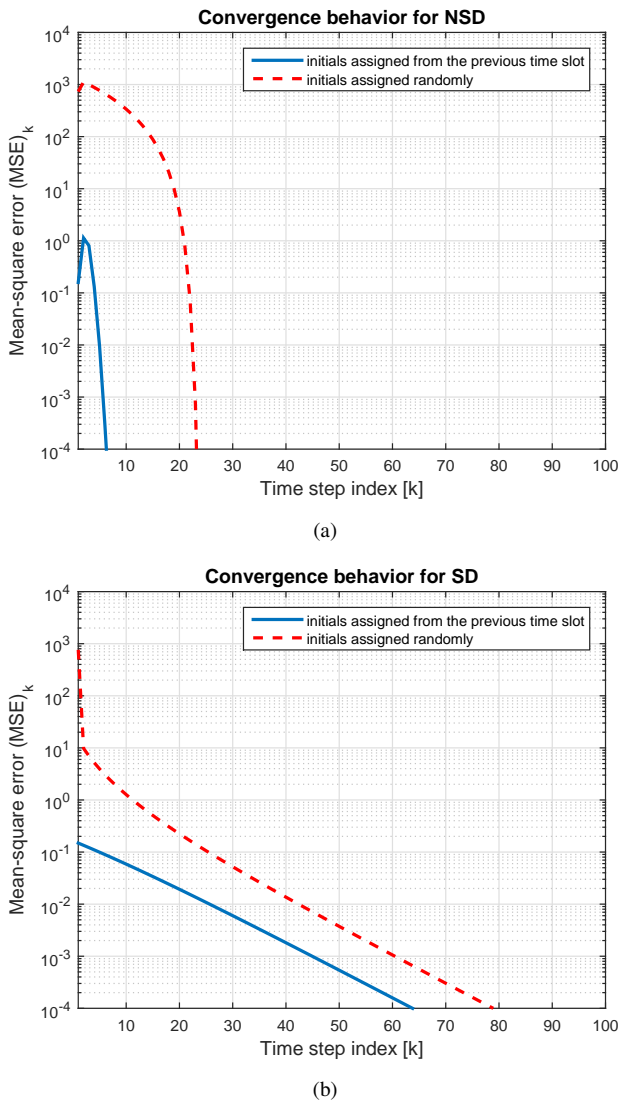 Convergence behavior for NSD
10^4
10^3
10^2
10^1
10^0
10^-1
10^-2
10^-3
10^-4
Mean-square error (MSE)_k
initials assigned from the previous time slot
initials assigned randomly
10 20 30 40 50 60 70 80 90 100
Time step index [k]
(a)
Convergence behavior for SD
10^4
10^3
10^2
10^1
10^0
10^-1
10^-2
10^-3
10^-4
Mean-square error (MSE)_k
initials assigned from the previous time slot
initials assigned randomly
10 20 30 40 50 60 70 80 90 100
Time step index [k]
(b)